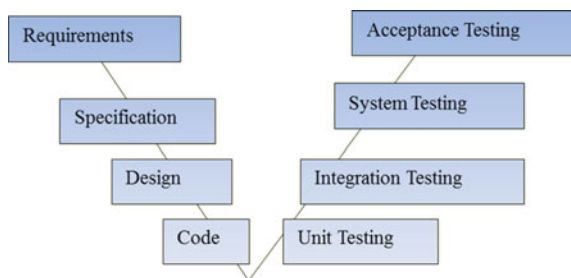 Requirements
Acceptance Testing
Specification
System Testing
Design
Integration Testing
Code
Unit Testing